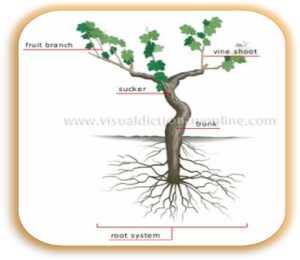 fruit branch
vine shoot
sucker
www.visualdictionaryonline.com
trunk
root system